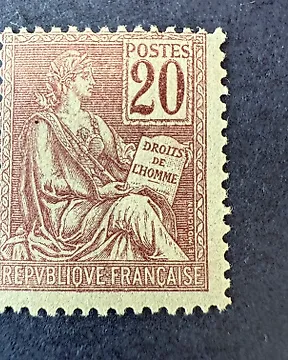 POSTES
20
DROITS
DE
L'HOMME
REPVBLIQVE·FRANCAISE